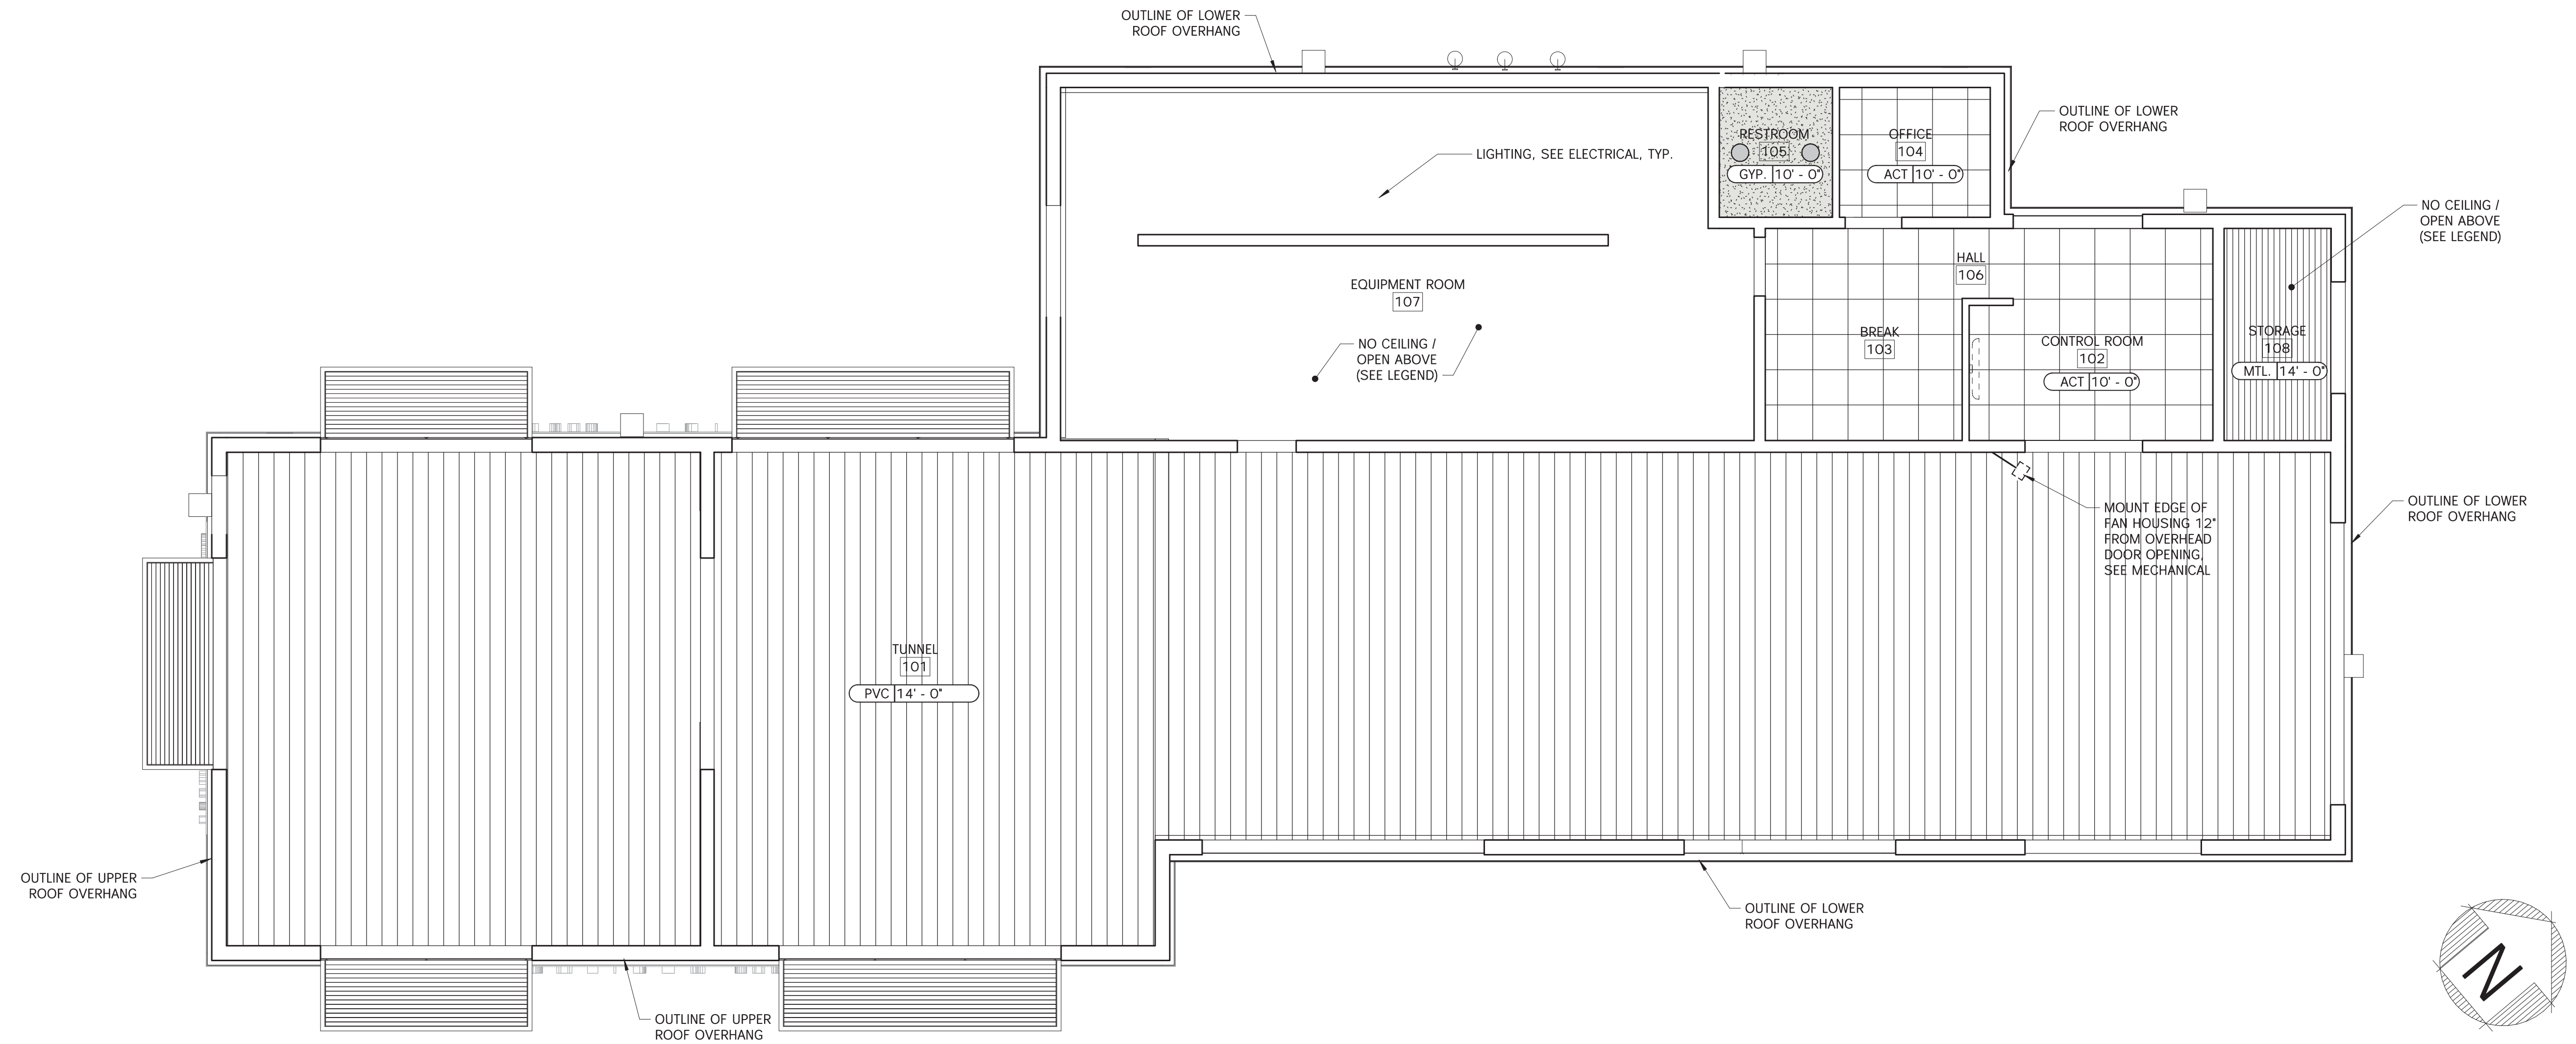 OUTLINE OF LOWER
ROOF OVERHANG
OUTLINE OF LOWER
ROOF OVERHANG
LIGHTING, SEE ELECTRICAL, TYP.
RESTROOM
105
GYP. 10' - 0"
OFFICE
104
ACT 10' - 0"
NO CEILING /
OPEN ABOVE
(SEE LEGEND)
HALL
106
EQUIPMENT ROOM
107
NO CEILING /
OPEN ABOVE
(SEE LEGEND)
BREAK
103
CONTROL ROOM
102
ACT 10' - 0"
STORAGE
108
MTL. 14' - 0"
MOUNT EDGE OF
FAN HOUSING 12"
FROM OVERHEAD
DOOR OPENING,
SEE MECHANICAL
OUTLINE OF LOWER
ROOF OVERHANG
TUNNEL
101
PVC 14' - 0"
OUTLINE OF UPPER
ROOF OVERHANG
OUTLINE OF LOWER
ROOF OVERHANG
OUTLINE OF UPPER
ROOF OVERHANG
N